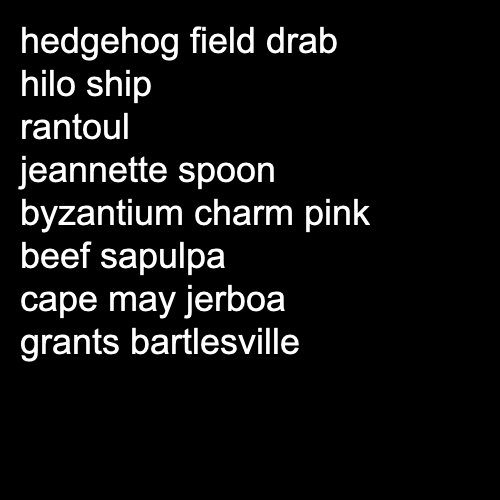 hedgehog field drab
hilo ship
rantoul
jeannette spoon
byzantium charm pink
beef sapulpa
cape may jerboa
grants bartlesville